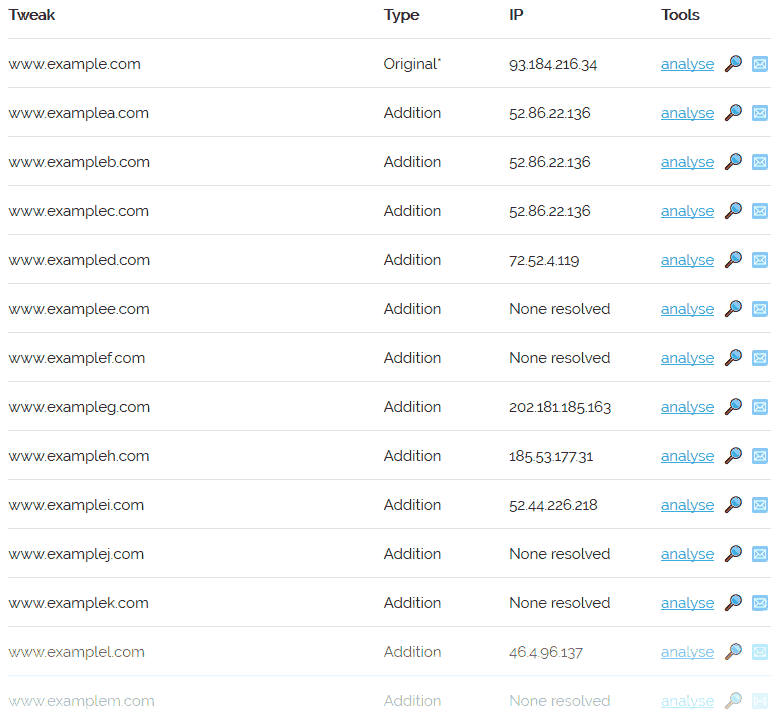 Tweak Type IP Tools
www.example.com Original* 93.184.216.34 analyse
www.examplea.com Addition 52.86.22.136 analyse
www.exampleb.com Addition 52.86.22.136 analyse
www.examplec.com Addition 52.86.22.136 analyse
www.exampled.com Addition 72.52.4.119 analyse
www.examplee.com Addition None resolved analyse
www.examplef.com Addition None resolved analyse
www.exampleg.com Addition 202.181.185.163 analyse
www.exampleh.com Addition 185.53.177.31 analyse
www.examplei.com Addition 52.44.226.218 analyse
www.examplej.com Addition None resolved analyse
www.examplek.com Addition None resolved analyse
www.examplel.com Addition 46.4.96.137 analyse
www.examplem.com Addition None resolved analyse